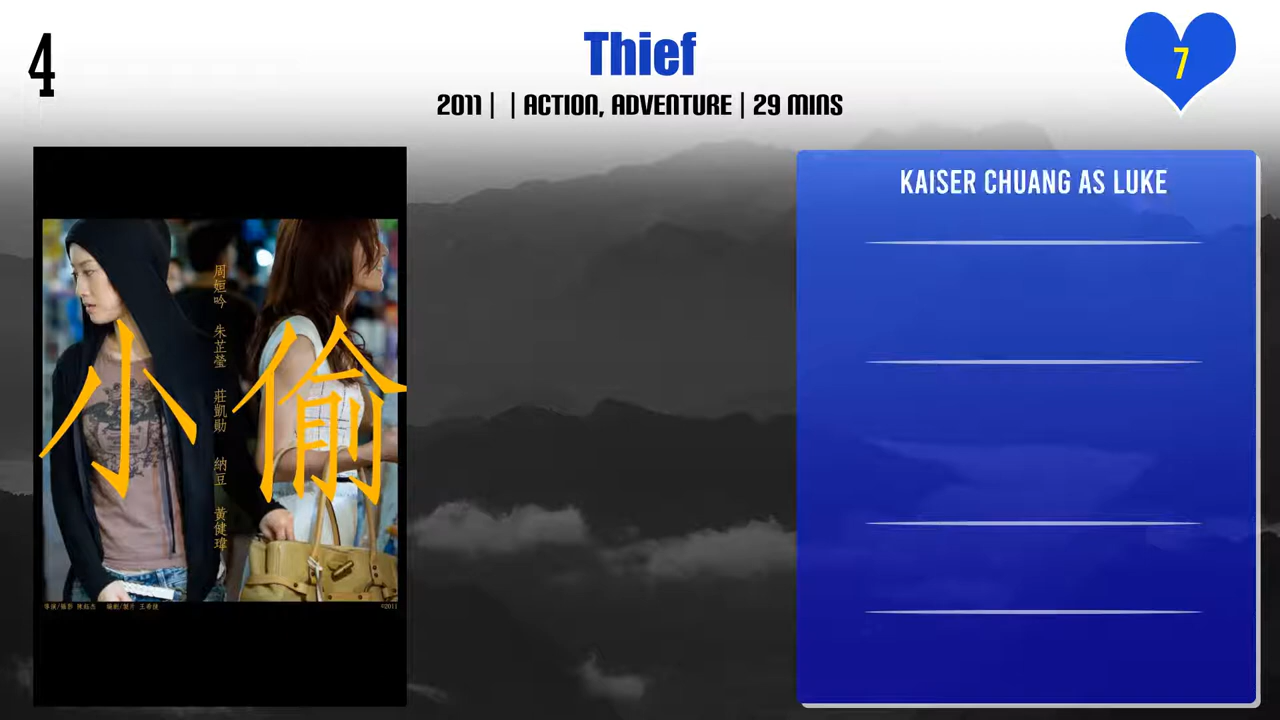 4
Thief
7
2011 | | ACTION, ADVENTURE | 29 MINS
KAISER CHUANG AS LUKE
小偷
周姮吟
朱芷瑩
莊凱勛
納豆
黃健瑋
©2011